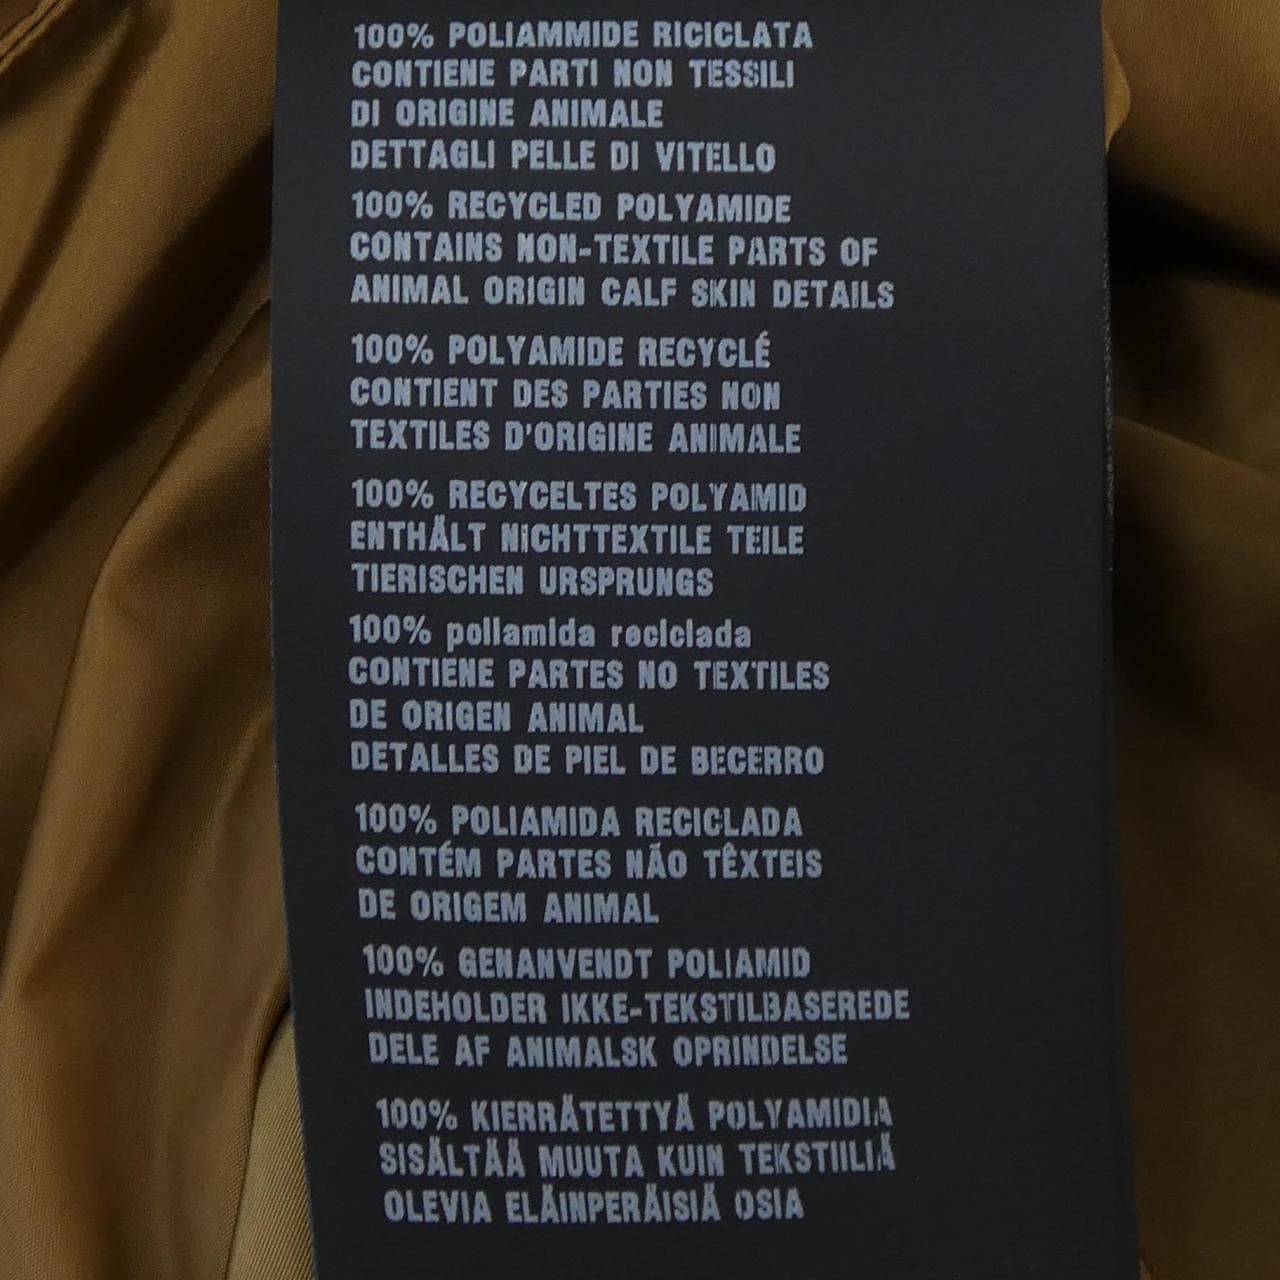 100% POLIAMMIDE RICICLATA
CONTIENE PARTI NON TESSILI
DI ORIGINE ANIMALE
DETTAGLI PELLE DI VITELLO
100% RECYCLED POLYAMIDE
CONTAINS NON-TEXTILE PARTS OF
ANIMAL ORIGIN CALF SKIN DETAILS
100% POLYAMIDE RECYCLÉ
CONTIENT DES PARTIES NON
TEXTILES D'ORIGINE ANIMALE
100% RECYCELTES POLYAMID
ENTHÄLT NICHTTEXTILE TEILE
TIERISCHEN URSPRUNGS
100% poliamida reciclada
CONTIENE PARTES NO TEXTILES
DE ORIGEN ANIMAL
DETALLES DE PIEL DE BECERRO
100% POLIAMIDA RECICLADA
CONTÉM PARTES NÃO TÊXTEIS
DE ORIGEM ANIMAL
100% GENANVENDT POLIAMID
INDEHOLDER IKKE-TEKSTILBASEREDE
DELE AF ANIMALSK OPRINDELSE
100% KIERRÄTETTYÄ POLYAMIDIA
SISÄLTÄÄ MUUTA KUIN TEKSTIILIÄ
OLEVIA ELÄINPERÄISIÄ OSIA